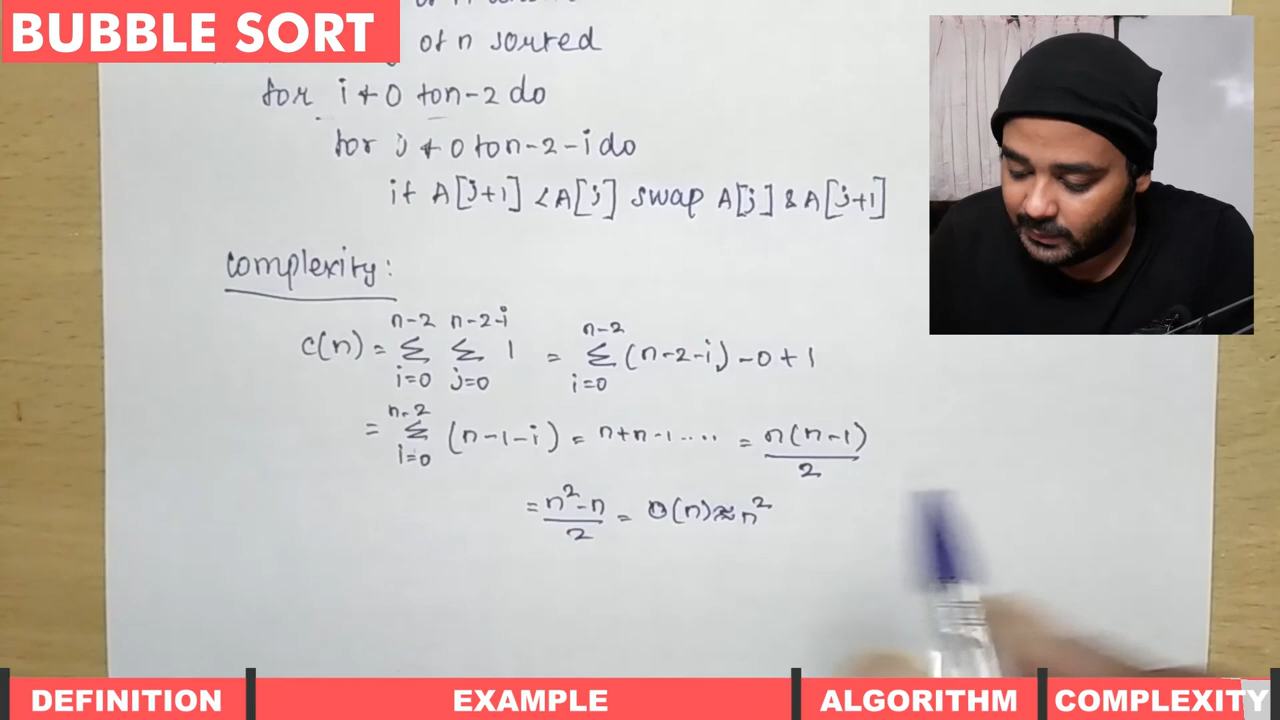 BUBBLE SORT
of n sorted
for i ← 0 to n-2 do
for j ← 0 to n-2-i do
if A[j+1] < A[j] swap A[j] & A[j+1]
complexity:
c(n) = n-2 Σ i=0 n-2-i Σ j=0 1 = n-2 Σ i=0 (n-2-i) - 0 + 1
= n-2 Σ i=0 (n-1-i) = n+n-1.... = n(n-1)/2
= n²-n/2 = O(n) ≈ n²
DEFINITION EXAMPLE ALGORITHM COMPLEXITY